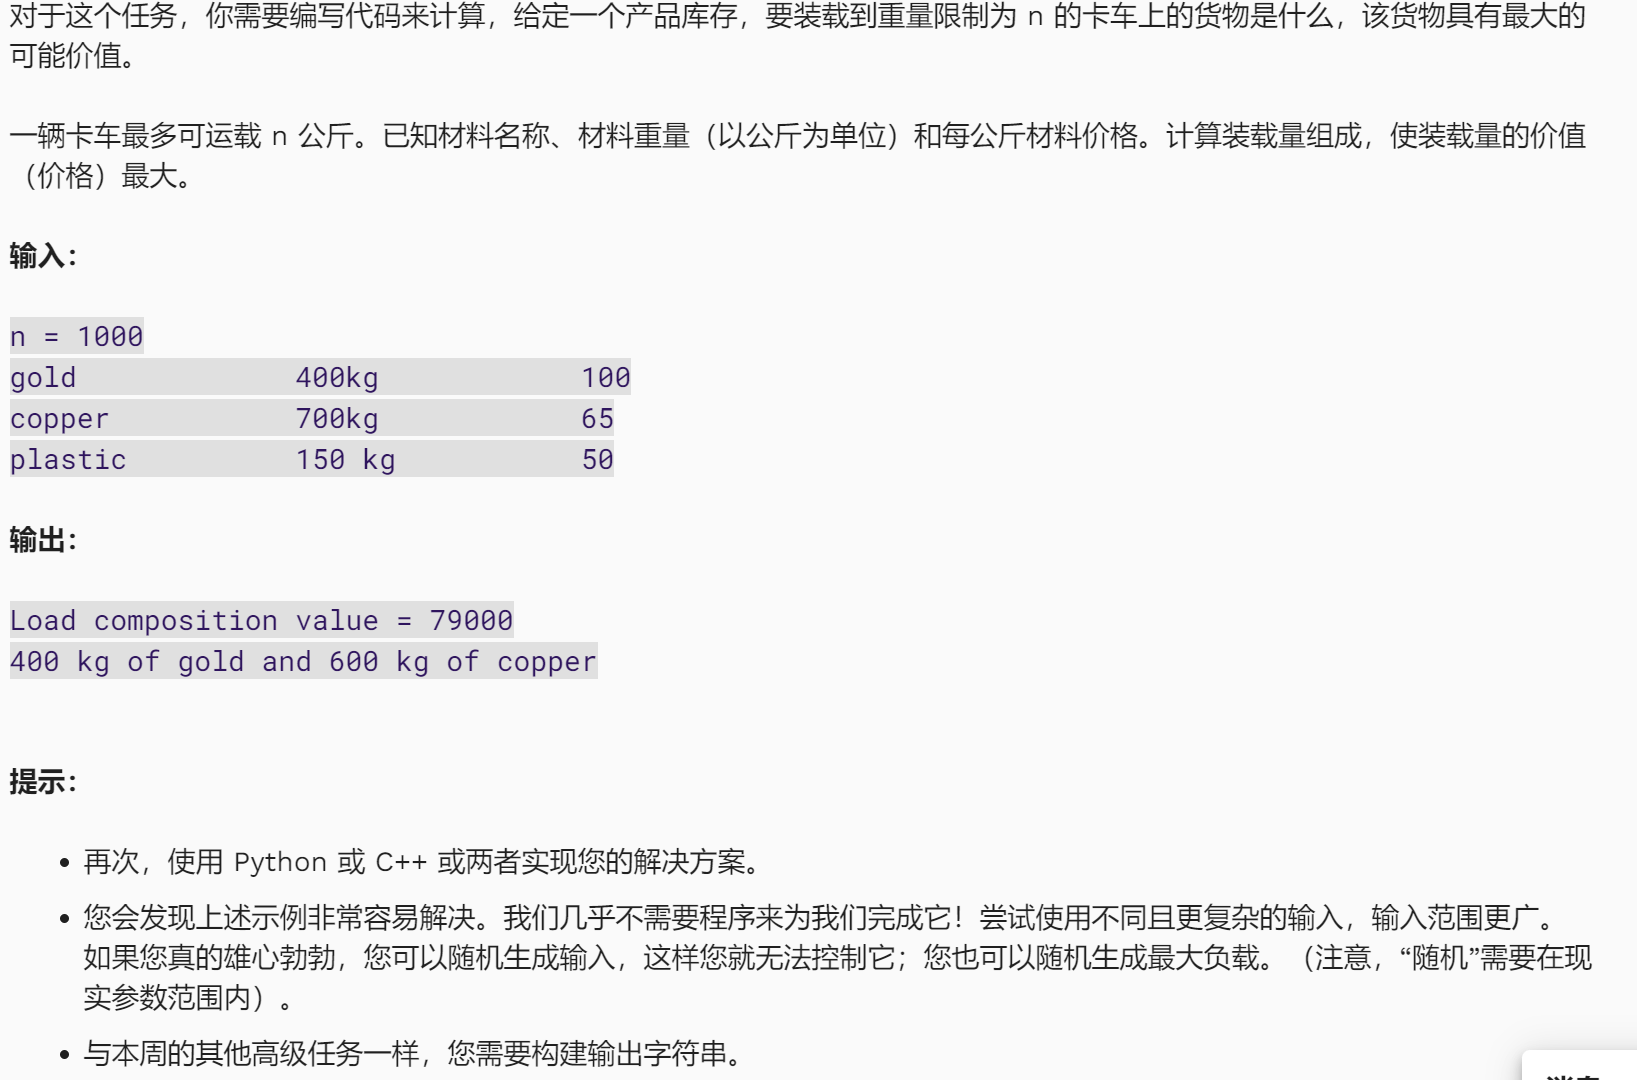 对于这个任务，你需要编写代码来计算，给定一个产品库存，要装载到重量限制为 n 的卡车上的货物是什么，该货物具有最大的
可能价值。
一辆卡车最多可运载 n 公斤。已知材料名称、材料重量（以公斤为单位）和每公斤材料价格。计算装载量组成，使装载量的价值
（价格）最大。
输入：
n = 1000
gold 400kg 100
copper 700kg 65
plastic 150 kg 50
输出：
Load composition value = 79000
400 kg of gold and 600 kg of copper
提示：
• 再次，使用 Python 或 C++ 或两者实现您的解决方案。
• 您会发现上述示例非常容易解决。我们几乎不需要程序来为我们完成它！尝试使用不同且更复杂的输入，输入范围更广。
如果您真的雄心勃勃，您可以随机生成输入，这样您就无法控制它；您也可以随机生成最大负载。（注意，“随机”需要在现
实参数范围内）。
• 与本周的其他高级任务一样，您需要构建输出字符串。